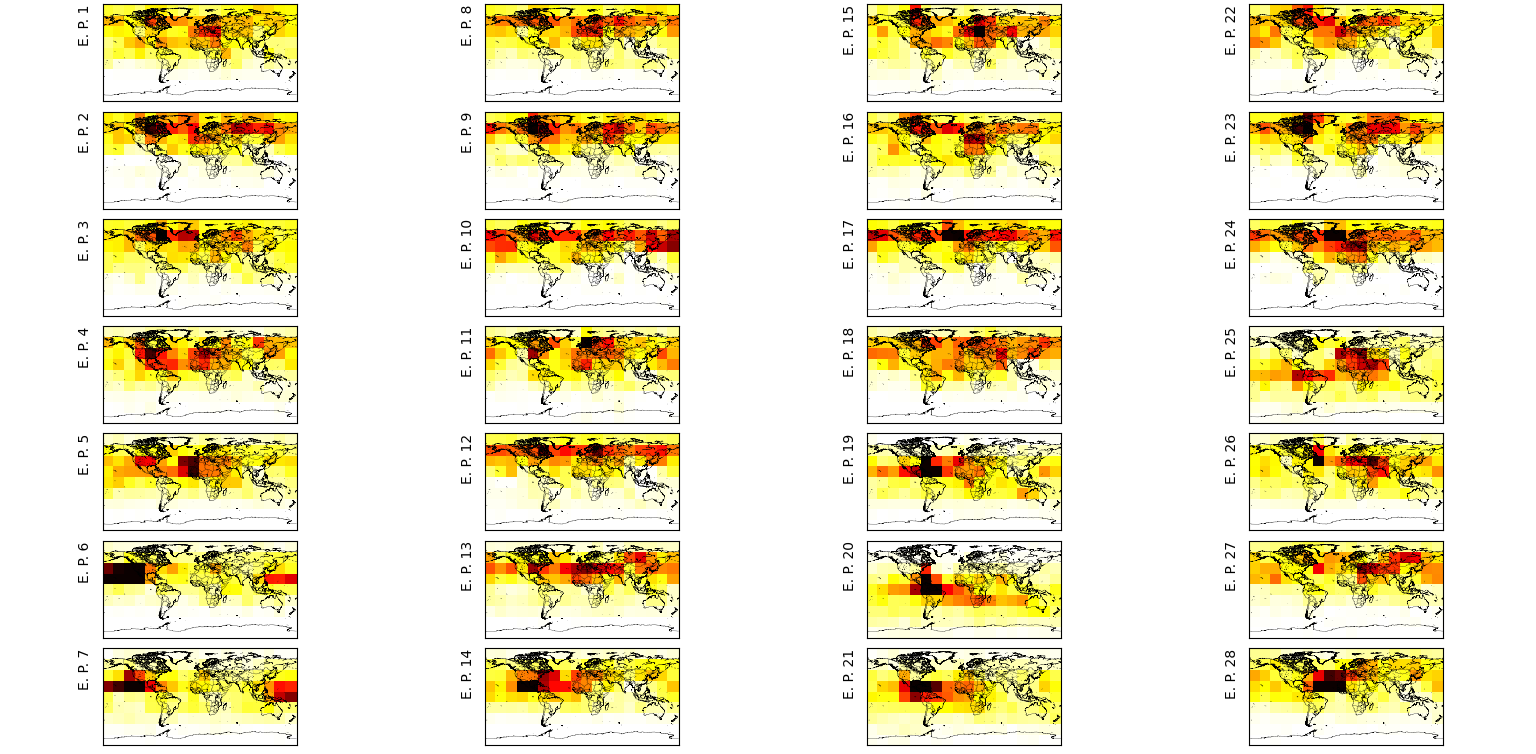 E. P. 1
E. P. 8
E. P. 15
E. P. 22
E. P. 2
E. P. 9
E. P. 16
E. P. 23
E. P. 3
E. P. 10
E. P. 17
E. P. 24
E. P. 4
E. P. 11
E. P. 18
E. P. 25
E. P. 5
E. P. 12
E. P. 19
E. P. 26
E. P. 6
E. P. 13
E. P. 20
E. P. 27
E. P. 7
E. P. 14
E. P. 21
E. P. 28